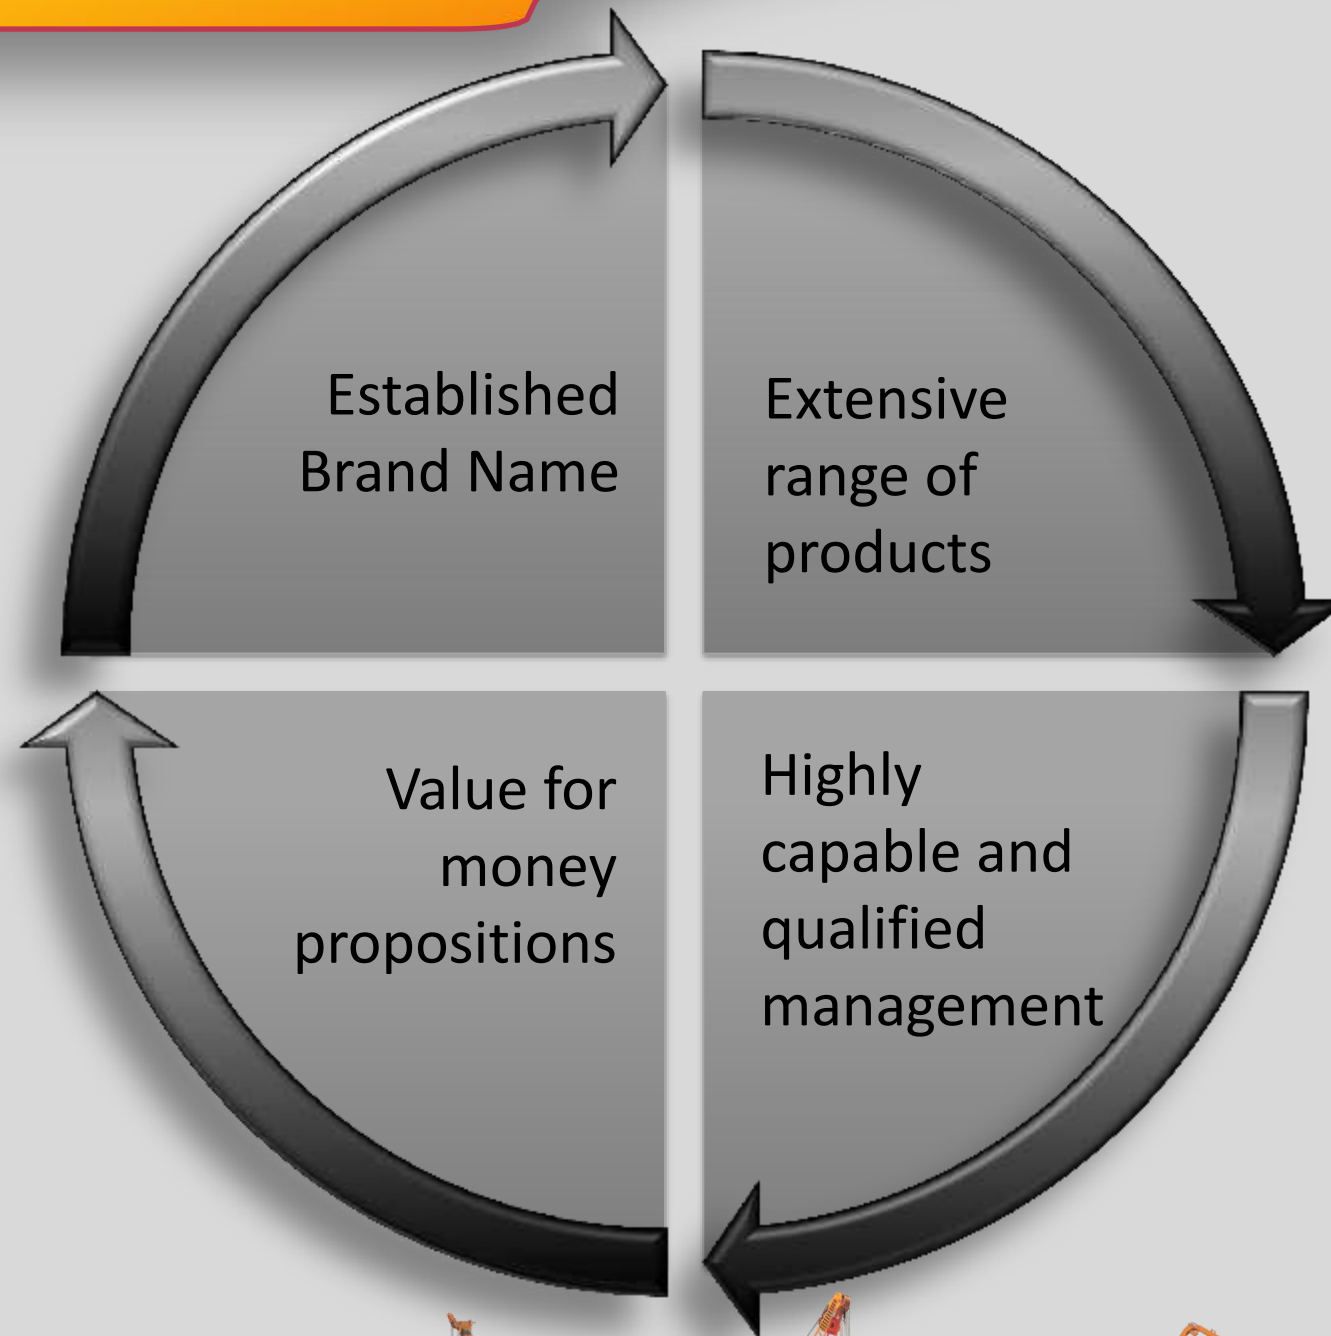 Established
Brand Name
Extensive
range of
products
Value for
money
propositions
Highly
capable and
qualified
management